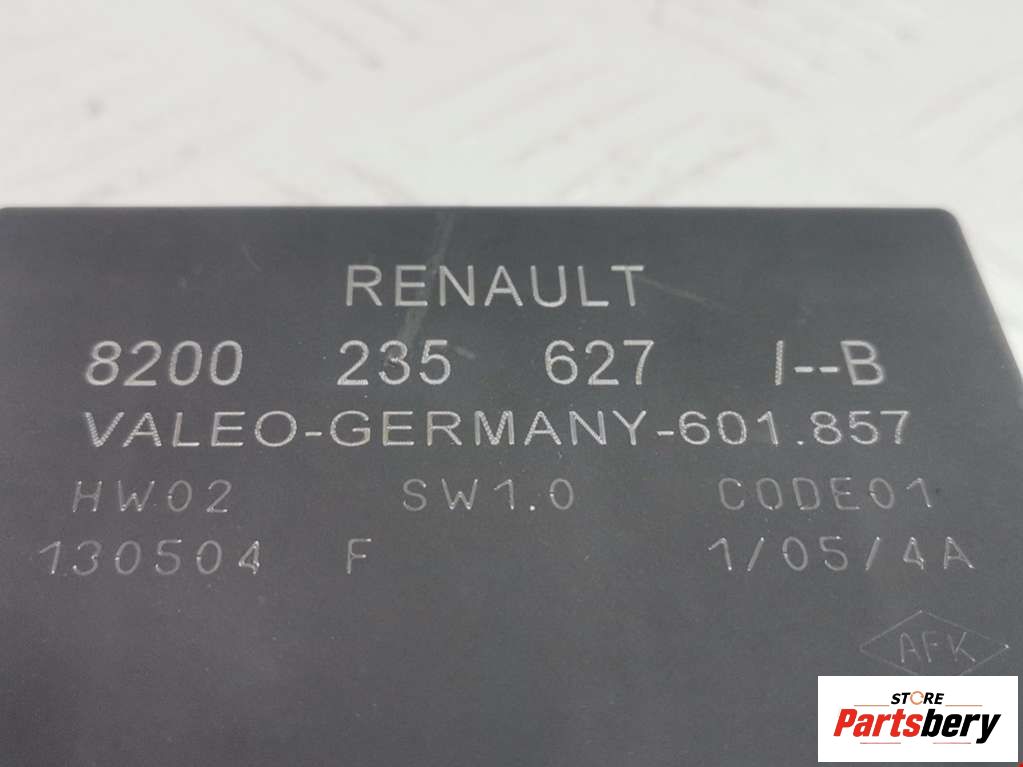 RENAULT
8200 235 627 /--B
VALEO-GERMANY-601.857
HW02 SW1.0 CODE01
130504 F 1/05/4A
AFK
STORE
Partsbery